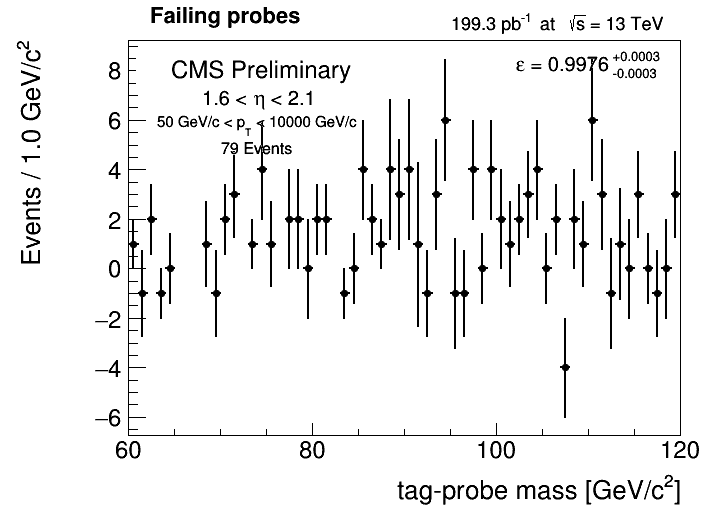 Failing probes
199.3 pb⁻¹ at √s = 13 TeV
CMS Preliminary
ε = 0.9976 +0.0003 -0.0003
1.6 < η < 2.1
50 GeV/c < p_T < 10000 GeV/c
79 Events
Events / 1.0 GeV/c²
8
6
4
2
0
−2
−4
−6
60 80 100 120
tag-probe mass [GeV/c²]